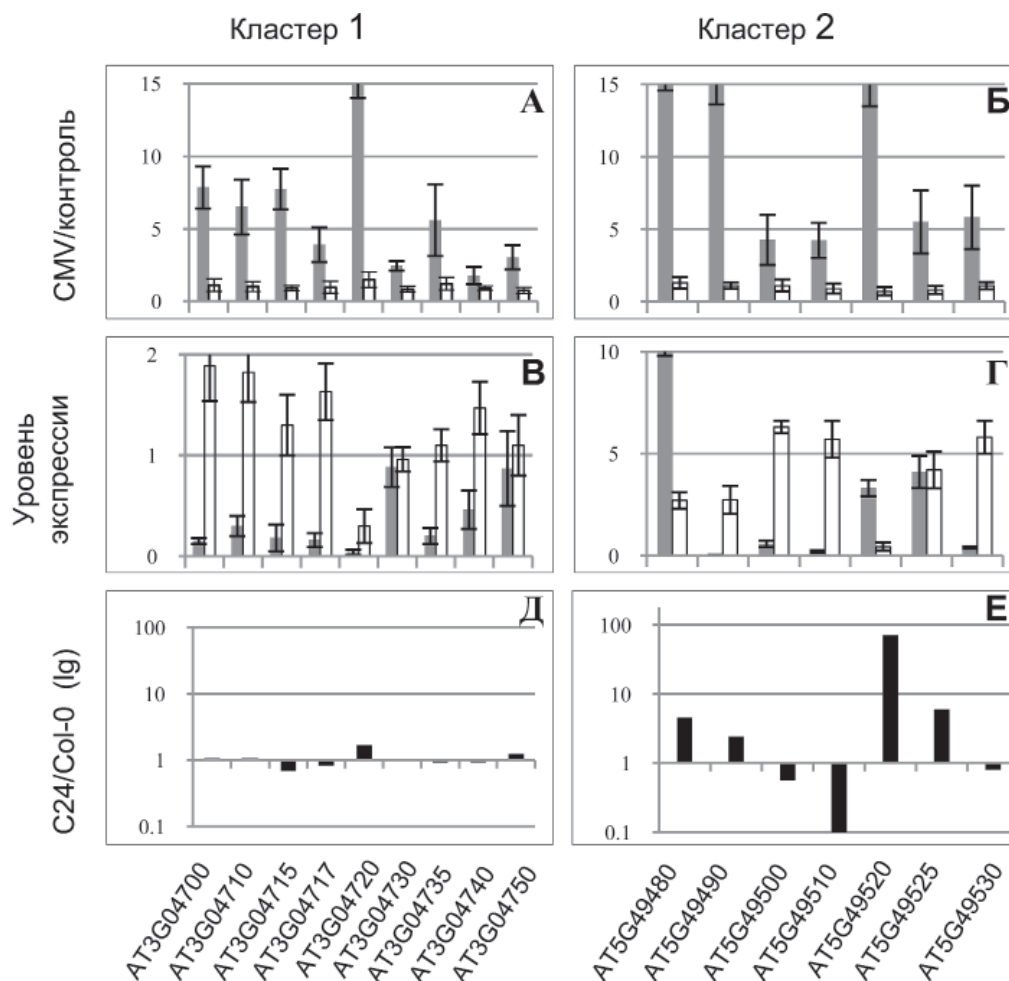 Кластер 1
Кластер 2
CMV/контроль
15
10
5
0
А
15
10
5
0
Б
Уровень
экспрессии
2
1
0
В
10
5
0
Г
C24/Col-0 (lg)
100
10
1
0.1
Д
100
10
1
0.1
Е
AT3G04700
AT3G04710
AT3G04715
AT3G04717
AT3G04720
AT3G04730
AT3G04735
AT3G04740
AT3G04750
AT5G49480
AT5G49490
AT5G49500
AT5G49510
AT5G49520
AT5G49525
AT5G49530